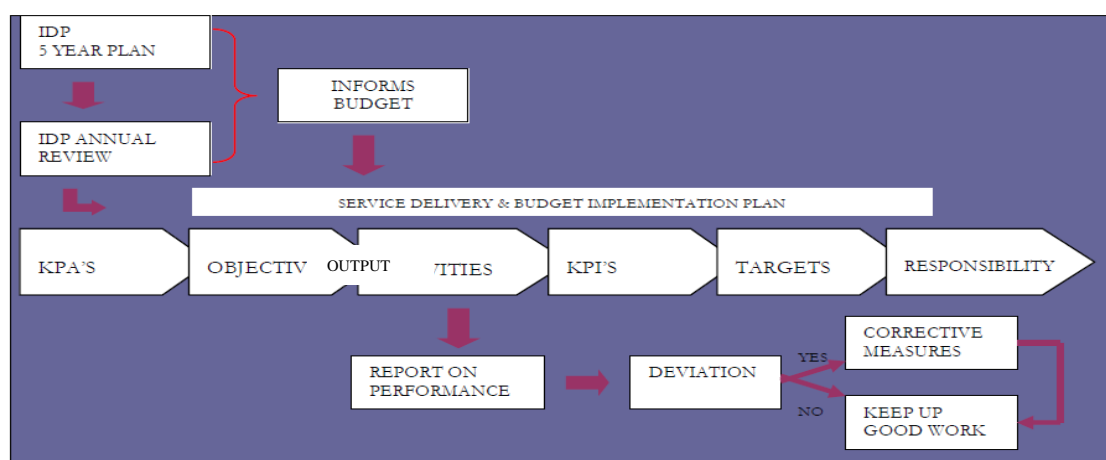 IDP
5 YEAR PLAN
INFORMS
BUDGET
IDP ANNUAL
REVIEW
SERVICE DELIVERY & BUDGET IMPLEMENTATION PLAN
KPA'S
OBJECTIV
OUTPUT
VITIES
KPI'S
TARGETS
RESPONSIBILITY
REPORT ON
PERFORMANCE
DEVIATION
YES
CORRECTIVE
MEASURES
NO
KEEP UP
GOOD WORK